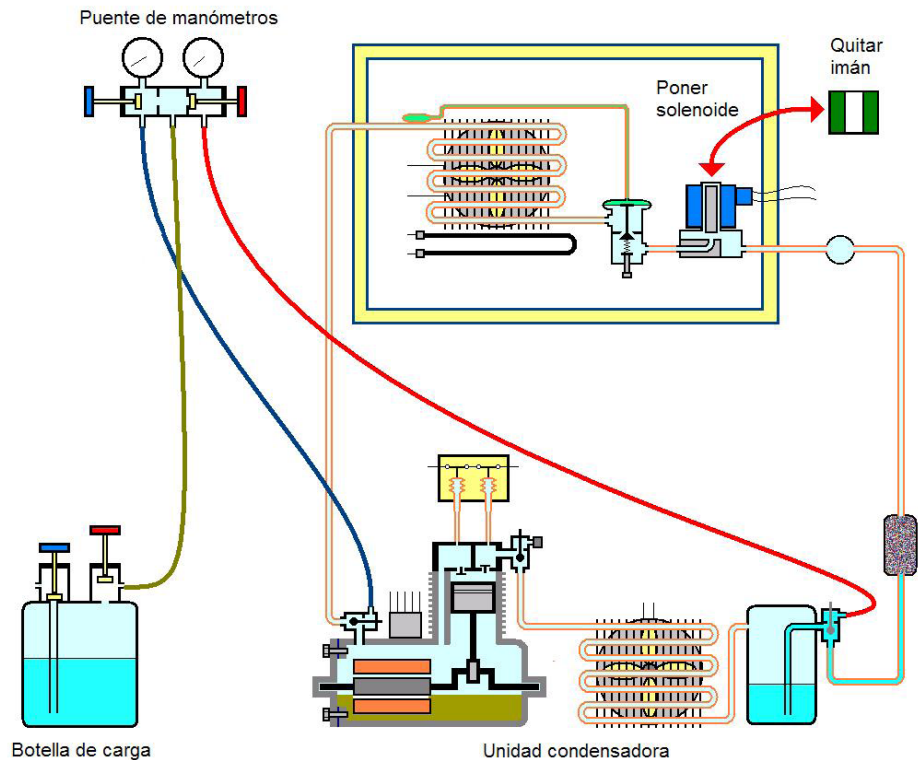 Puente de manómetros
Quitar
imán
Poner
solenoide
Botella de carga
Unidad condensadora